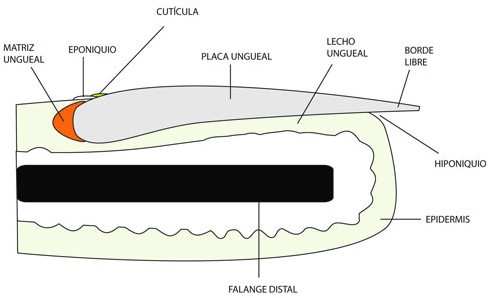 CUTÍCULA
MATRIZ
UNGUEAL
EPONIQUIO
PLACA UNGUEAL
LECHO
UNGUEAL
BORDE
LIBRE
HIPONIQUIO
EPIDERMIS
FALANGE DISTAL